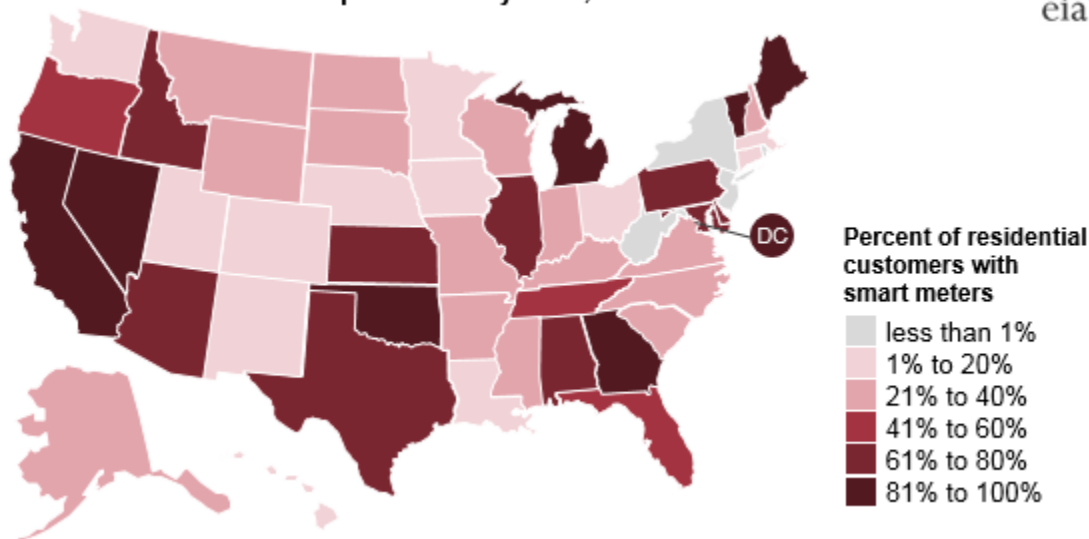 eia
DC
Percent of residential
customers with
smart meters
less than 1%
1% to 20%
21% to 40%
41% to 60%
61% to 80%
81% to 100%